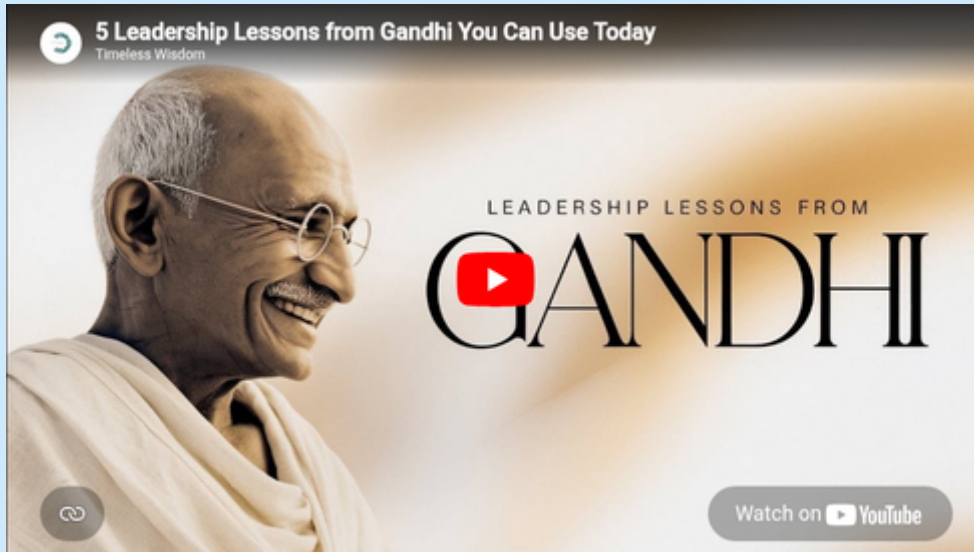 5 Leadership Lessons from Gandhi You Can Use Today
Timeless Wisdom
LEADERSHIP LESSONS FROM
GANDHI
Watch on YouTube